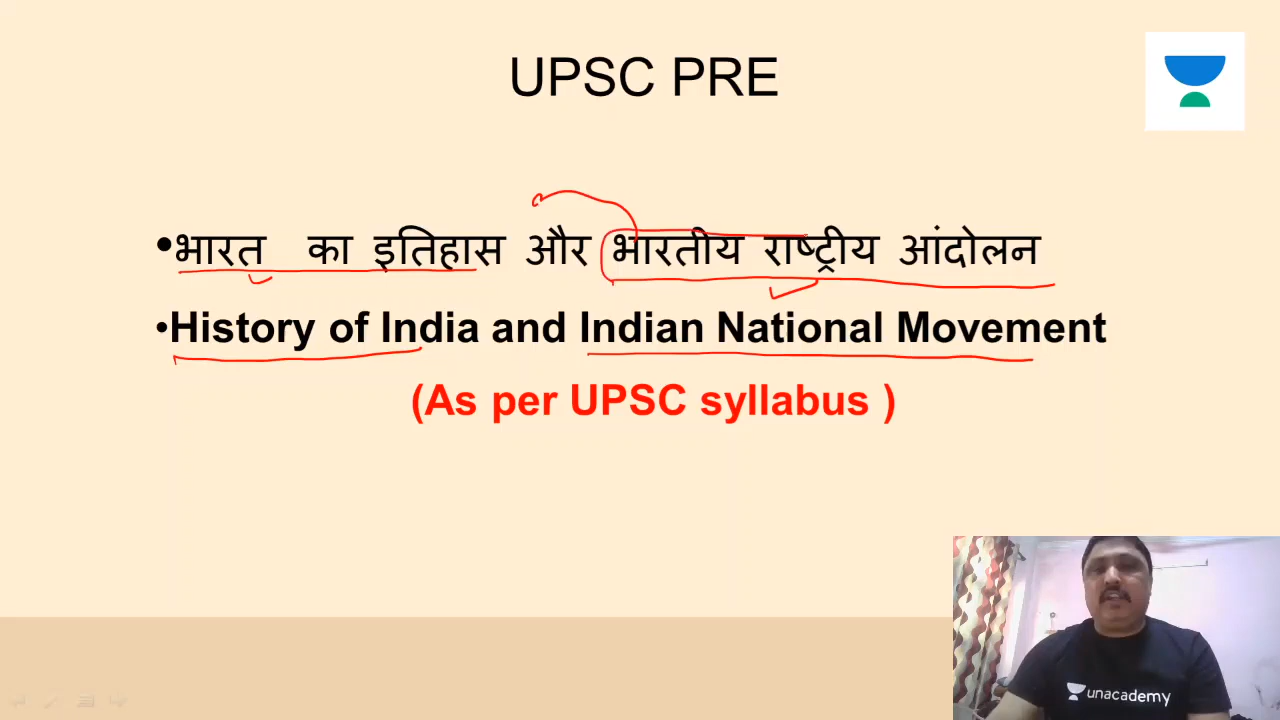 UPSC PRE
•भारत का इतिहास और भारतीय राष्ट्रीय आंदोलन
•History of India and Indian National Movement
(As per UPSC syllabus )
unacademy